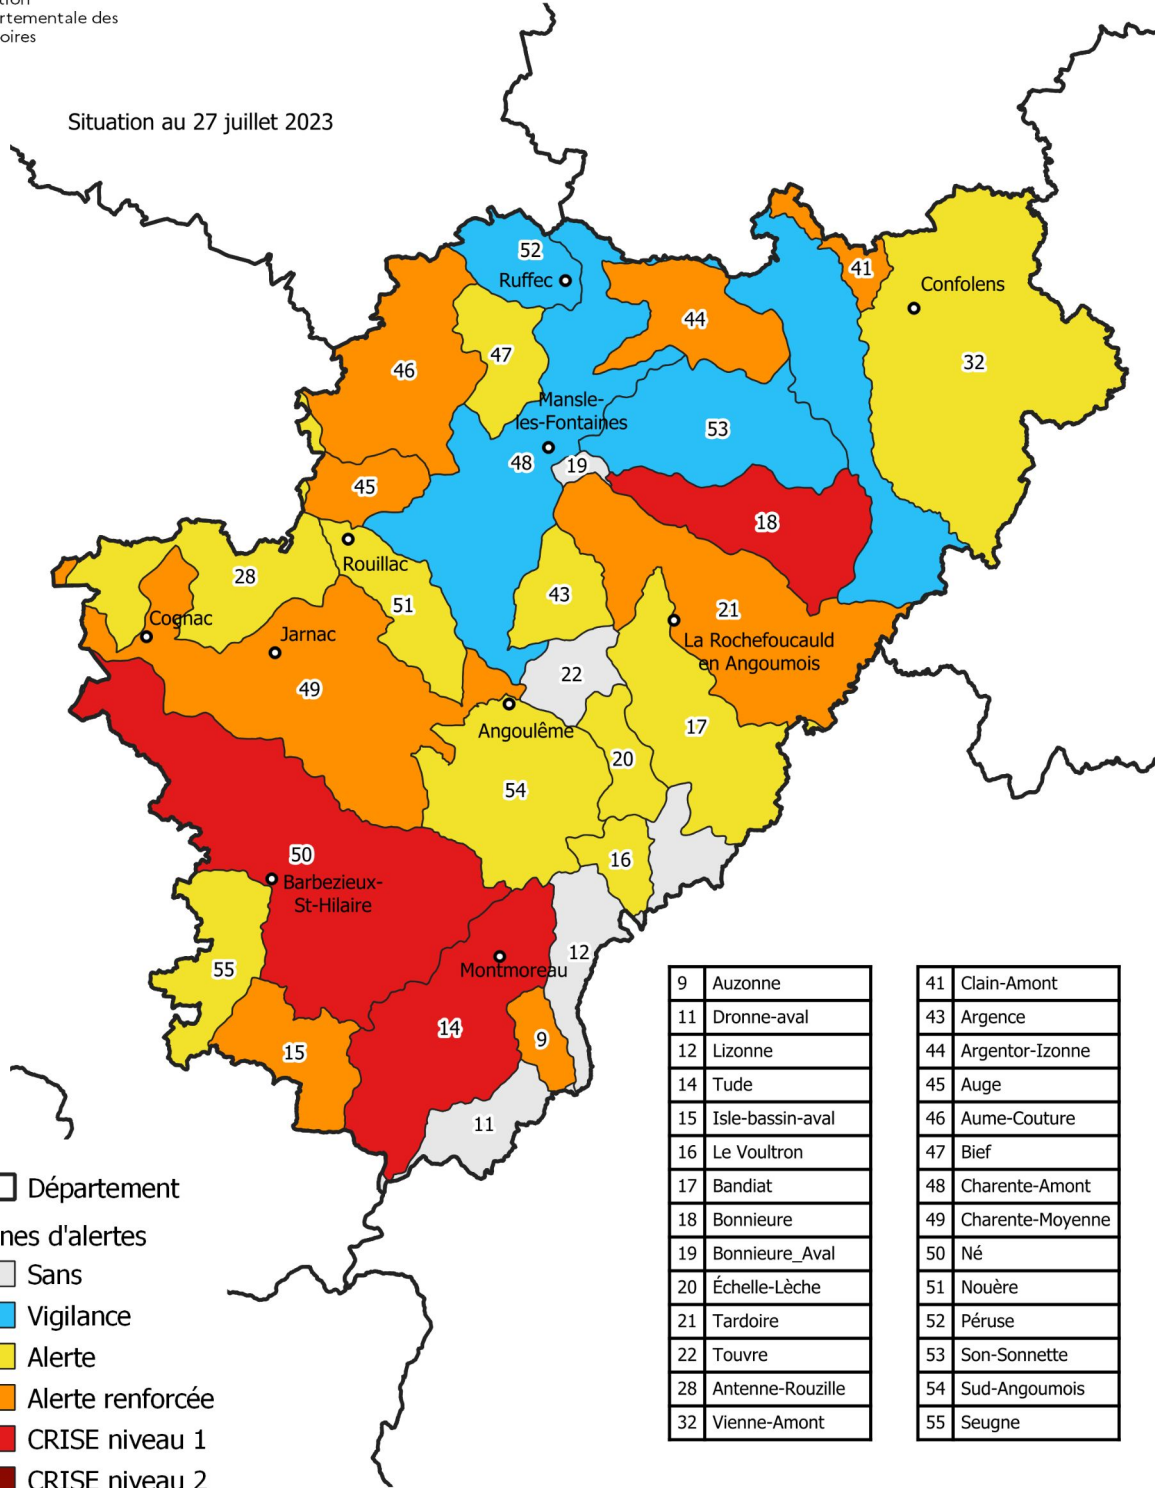 rtementale des
oires
Situation au 27 juillet 2023
52
Ruffec
41
Confolens
44
46
47
32
Mansle-
les-Fontaines
53
48
19
45
18
Rouillac
28
43
51
21
Cognac
Jarnac
La Rochefoucauld
en Angoumois
22
49
Angoulême
17
20
54
50
16
Barbezieux-
St-Hilaire
12
55
Montmoreau
14
9
15
11
9 Auzonne
11 Dronne-aval
12 Lizonne
14 Tude
15 Isle-bassin-aval
16 Le Voultron
17 Bandiat
18 Bonnieure
19 Bonnieure_Aval
20 Échelle-Lèche
21 Tardoire
22 Touvre
28 Antenne-Rouzille
32 Vienne-Amont
41 Clain-Amont
43 Argence
44 Argentor-Izonne
45 Auge
46 Aume-Couture
47 Bief
48 Charente-Amont
49 Charente-Moyenne
50 Né
51 Nouère
52 Péruse
53 Son-Sonnette
54 Sud-Angoumois
55 Seugne
Département
nes d'alertes
Sans
Vigilance
Alerte
Alerte renforcée
CRISE niveau 1
CRISE niveau 2